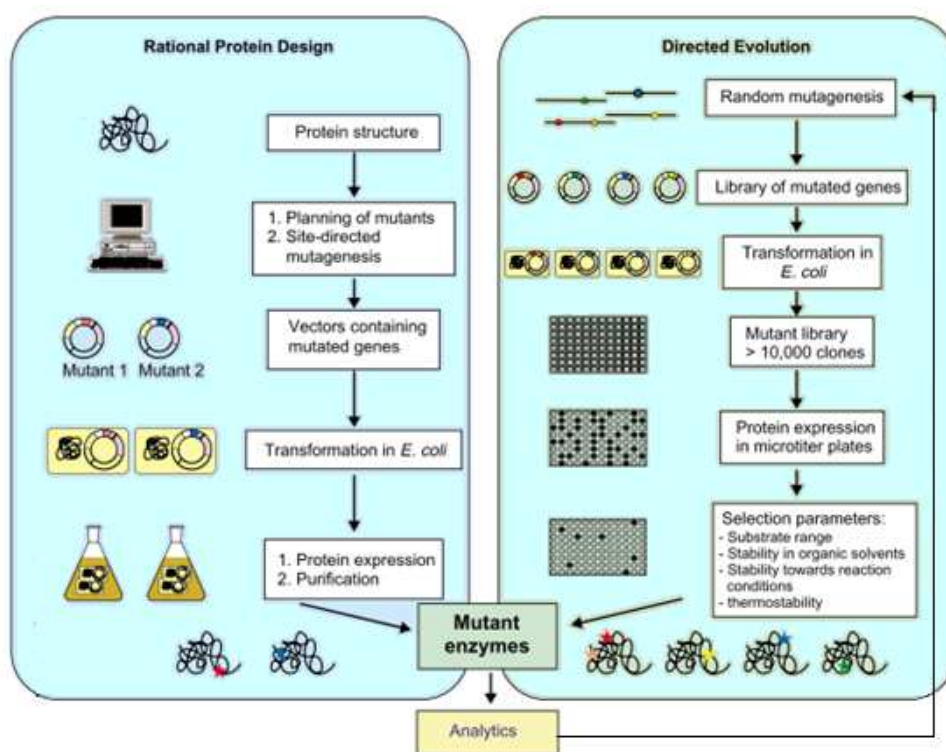 Rational Protein Design
Protein structure
1. Planning of mutants
2. Site-directed
mutagenesis
Vectors containing
mutated genes
Mutant 1 Mutant 2
Transformation in E. coli
1. Protein expression
2. Purification
Directed Evolution
Random mutagenesis
Library of mutated genes
Transformation in
E. coli
Mutant library
> 10,000 clones
Protein expression
in microtiter plates
Selection parameters:
- Substrate range
- Stability in organic solvents
- Stability towards reaction
conditions
- thermostability
Mutant
enzymes
Analytics